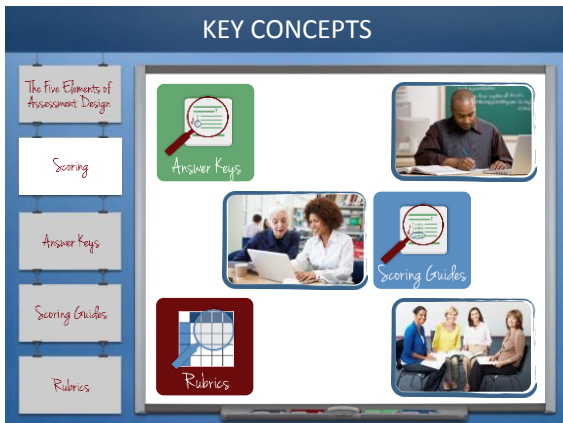 KEY CONCEPTS
The Five Elements of
Assessment Design
Scoring
Answer Keys
Scoring Guides
Rubrics
Answer Keys
Scoring Guides
Rubrics